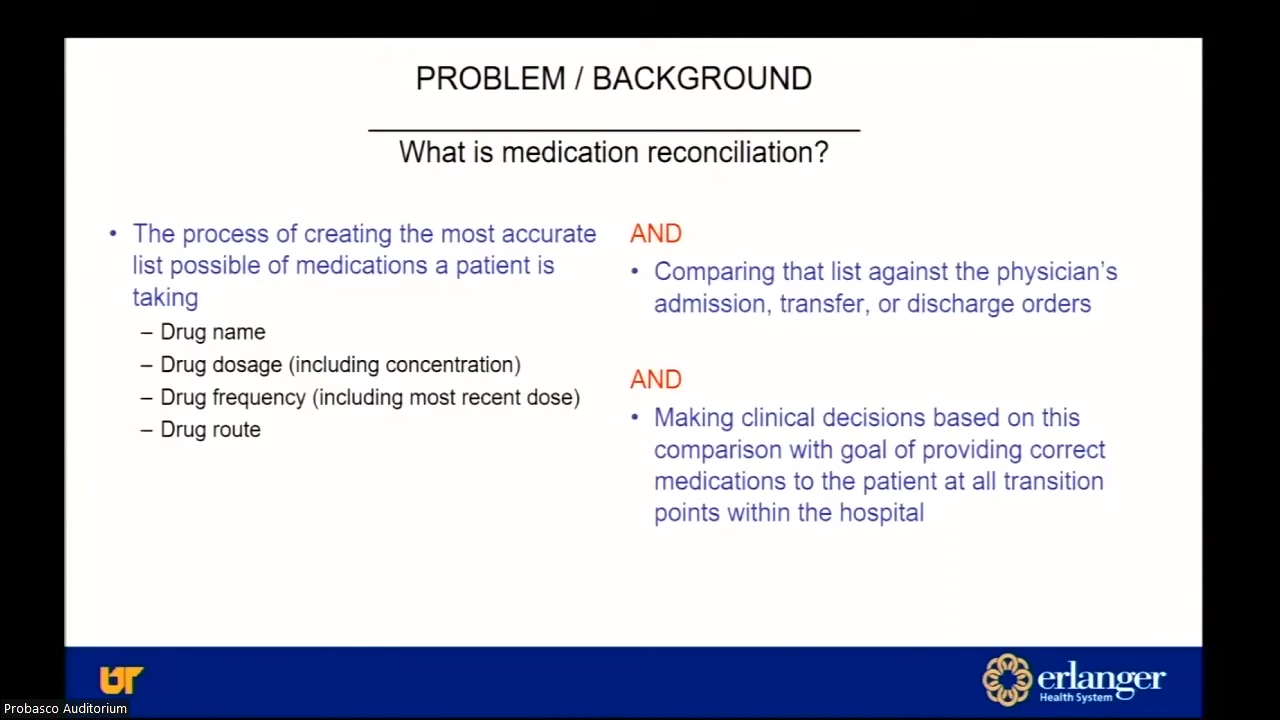 PROBLEM / BACKGROUND
What is medication reconciliation?
• The process of creating the most accurate
list possible of medications a patient is
taking
– Drug name
– Drug dosage (including concentration)
– Drug frequency (including most recent dose)
– Drug route
AND
• Comparing that list against the physician's
admission, transfer, or discharge orders
AND
• Making clinical decisions based on this
comparison with goal of providing correct
medications to the patient at all transition
points within the hospital
UT
erlanger
Health System
Probasco Auditorium